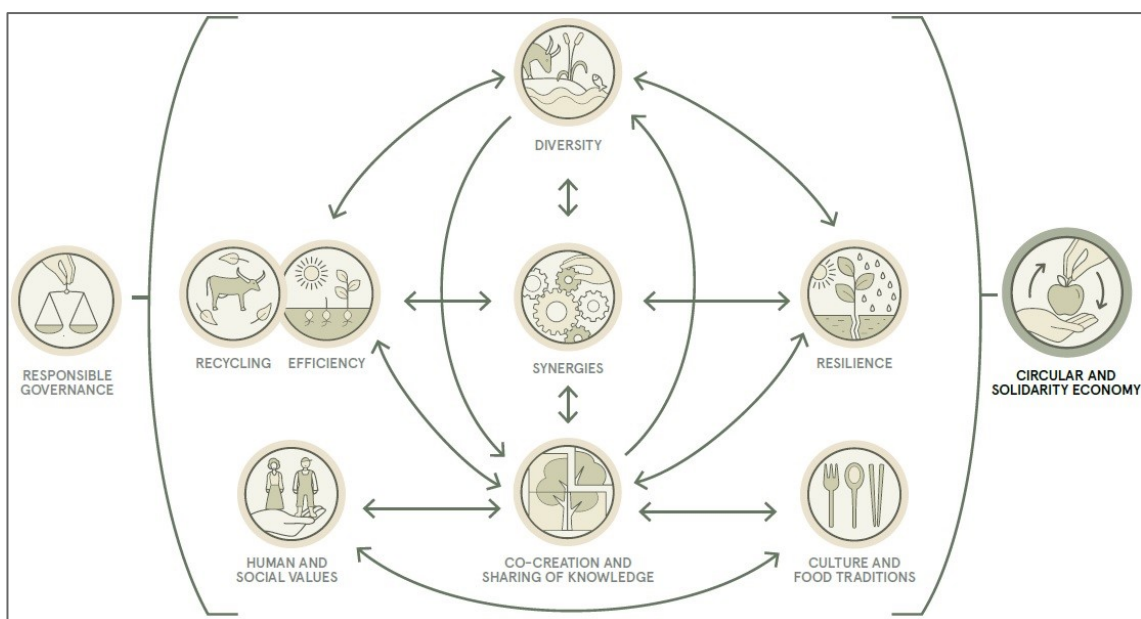 DIVERSITY
RESPONSIBLE
GOVERNANCE
RECYCLING
EFFICIENCY
SYNERGIES
RESILIENCE
CIRCULAR AND
SOLIDARITY ECONOMY
HUMAN AND
SOCIAL VALUES
CO-CREATION AND
SHARING OF KNOWLEDGE
CULTURE AND
FOOD TRADITIONS